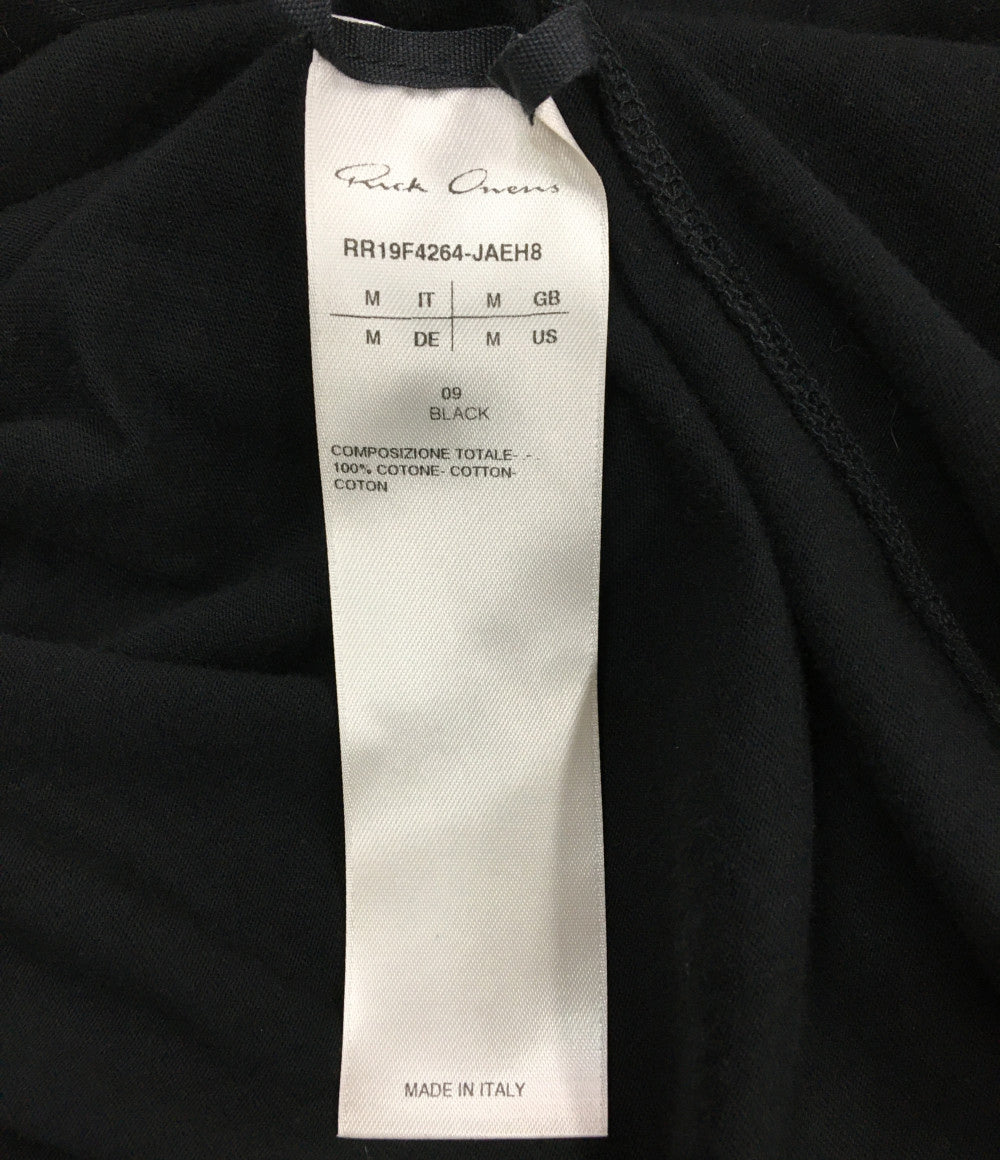 Rick Owens
RR19F4264-JAEH8
M IT M GB
M DE M US
09
BLACK
COMPOSIZIONE TOTALE- .- .
100% COTONE- COTTON-
COTON
MADE IN ITALY